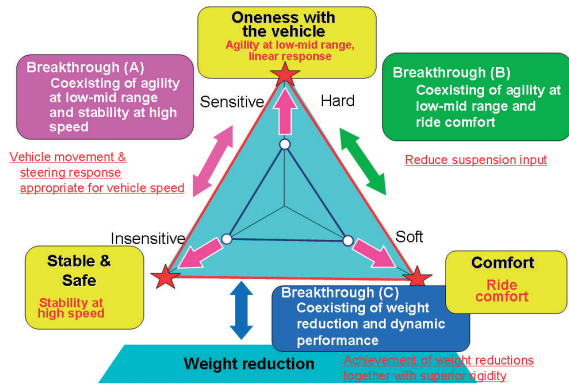 Oneness with
the vehicle
Agility at low-mid range,
linear response
Breakthrough (A)
Coexisting of agility
at low-mid range
and stability at high
speed
Breakthrough (B)
Coexisting of agility at
low-mid range and
ride comfort
Sensitive
Hard
Vehicle movement &
steering response
appropriate for vehicle speed
Reduce suspension input
Insensitive
Soft
Stable &
Safe
Stability at
high speed
Comfort
Ride
comfort
Breakthrough (C)
Coexisting of weight
reduction and dynamic
performance
Weight reduction
Achievement of weight reductions
together with superior rigidity